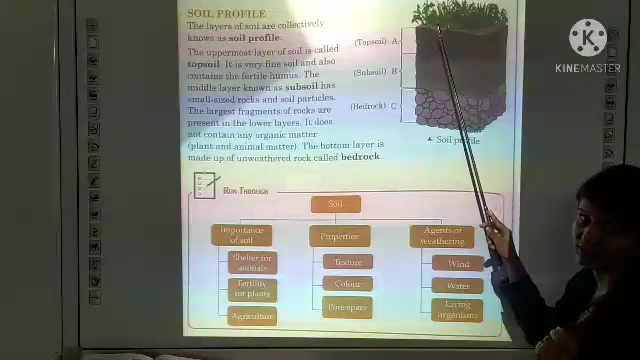 SOIL PROFILE
The layers of soil are collectively
known as soil profile.
The uppermost layer of soil is called
topsoil. It is very fine soil and also
contains the fertile humus. The
middle layer known as subsoil has
small-sized rocks and soil particles.
The largest fragments of rocks are
present in the lower layers. It does
not contain any organic matter
(plant and animal matter). The bottom layer is
made up of unweathered rock called bedrock.
(Topsoil) A
(Subsoil) B
(Bedrock) C
▲ Soil profile
KINEMASTER
RUN THROUGH
Soil
Importance
of soil
Shelter for
animals
Fertility
for plants
Agriculture
Properties
Texture
Colour
Pore space
Agents of
weathering
Wind
Water
Living
organisms